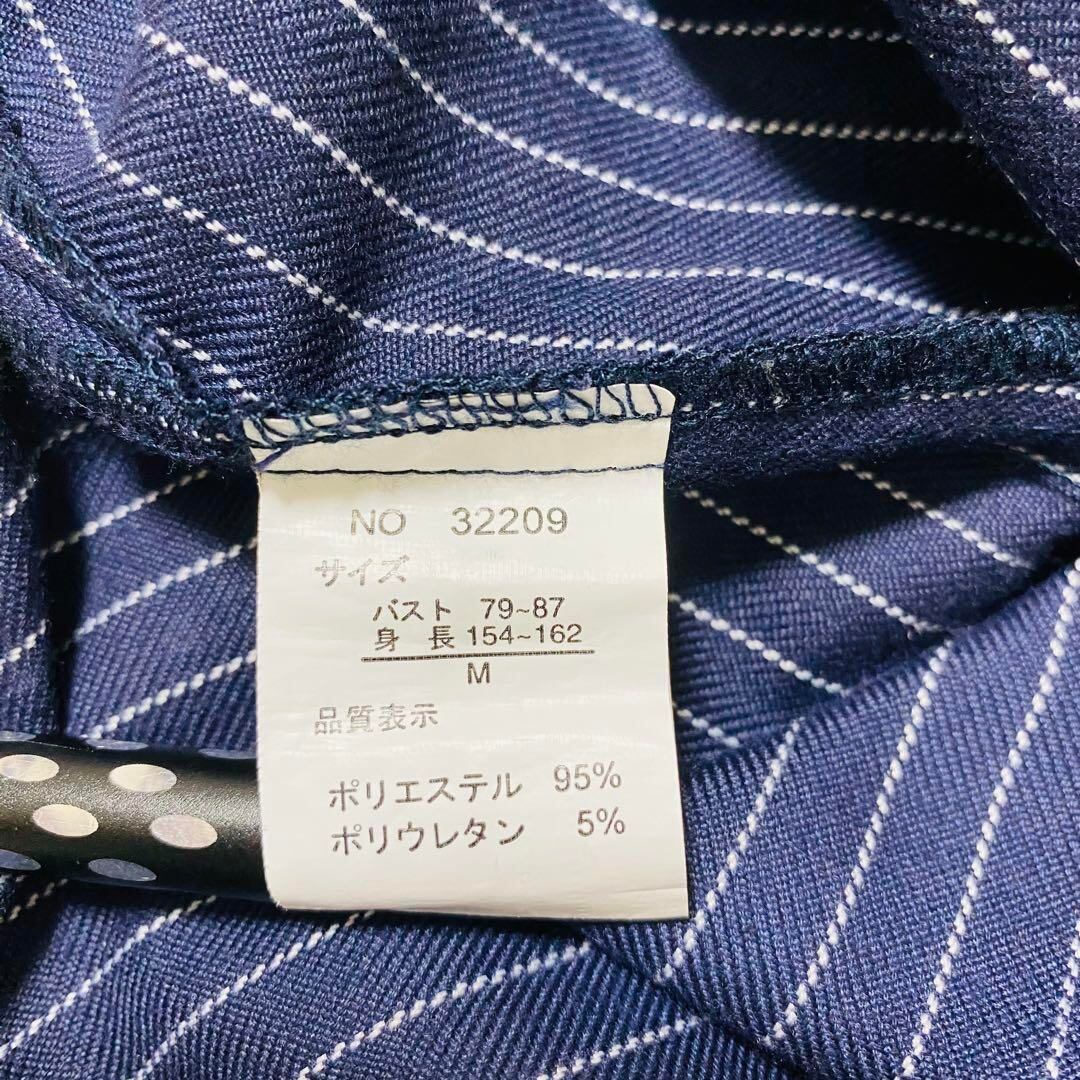 NO 32209
サイズ
バスト 79~87
身 長 154~162
M
品質表示
ポリエステル 95%
ポリウレタン 5%